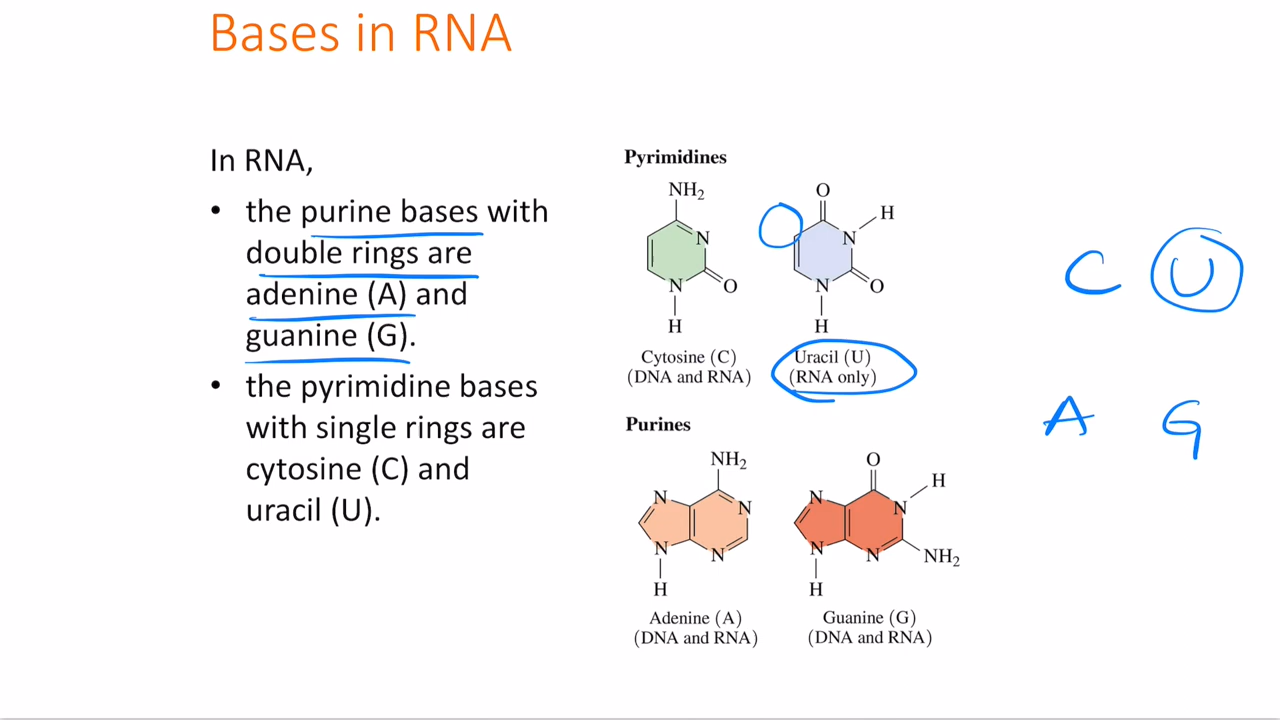 Bases in RNA
In RNA,
• the purine bases with
double rings are
adenine (A) and
guanine (G).
• the pyrimidine bases
with single rings are
cytosine (C) and
uracil (U).
Pyrimidines
NH₂
N
O
N
H
Cytosine (C)
(DNA and RNA)
O
H
N
O
N
H
Uracil (U)
(RNA only)
Purines
NH₂
N
N
N
N
H
Adenine (A)
(DNA and RNA)
O
H
N
N
N
N
NH₂
H
Guanine (G)
(DNA and RNA)
C U
A G